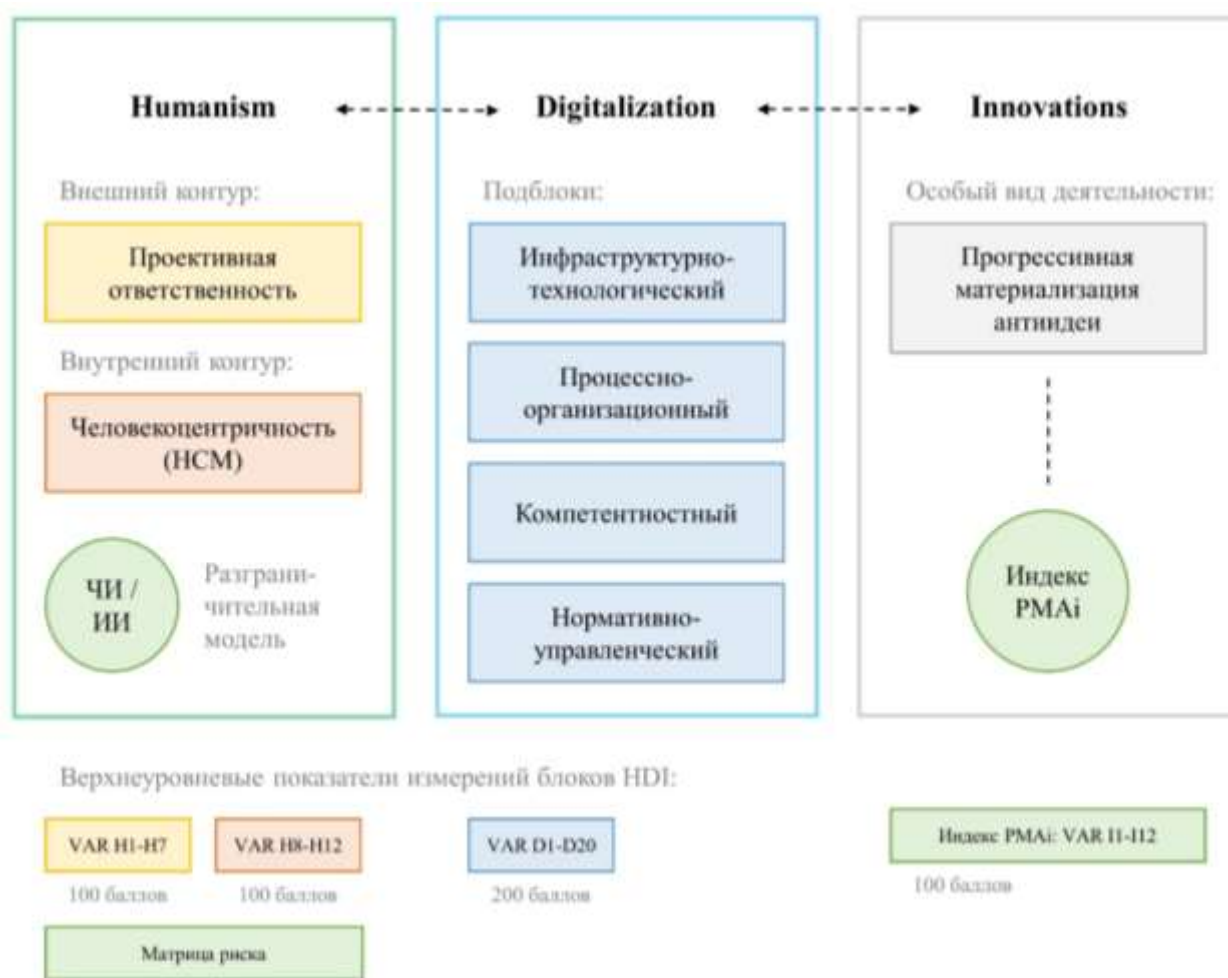 Humanism
Digitalization
Innovations
Внешний контур:
Проективная
ответственность
Внутренний контур:
Человекоцентричность
(HCM)
ЧИ /
ИИ
Разграни-
чительная
модель
Подблоки:
Инфраструктурно-
технологический
Процессно-
организационный
Компетентностный
Нормативно-
управленческий
Особый вид деятельности:
Прогрессивная
материализация
антиидеи
Индекс
PMAi
Верхнеуровневые показатели измерений блоков HDI:
VAR H1-H7
VAR H8-H12
VAR D1-D20
Индекс PMAi: VAR I1-I12
100 баллов
100 баллов
200 баллов
100 баллов
Матрица риска